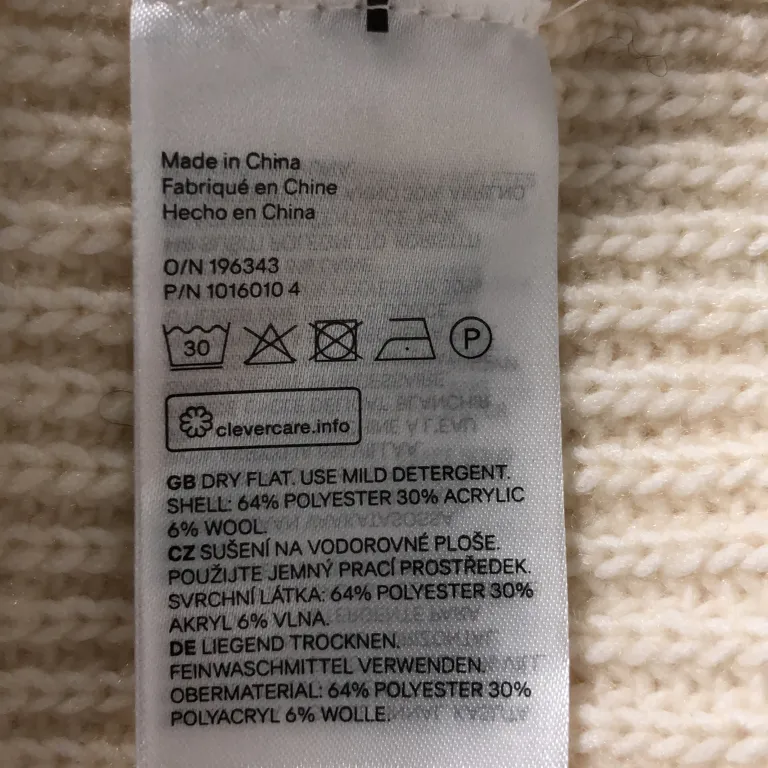 Made in China
Fabriqué en Chine
Hecho en China
O/N 196343
P/N 1016010 4
30
P
clevercare.info
GB DRY FLAT. USE MILD DETERGENT.
SHELL: 64% POLYESTER 30% ACRYLIC
6% WOOL.
CZ SUŠENÍ NA VODOROVNÉ PLOŠE.
POUŽIJTE JEMNÝ PRACÍ PROSTŘEDEK.
SVRCHNÍ LÁTKA: 64% POLYESTER 30%
AKRYL 6% VLNA.
DE LIEGEND TROCKNEN.
FEINWASCHMITTEL VERWENDEN.
OBERMATERIAL: 64% POLYESTER 30%
POLYACRYL 6% WOLLE.